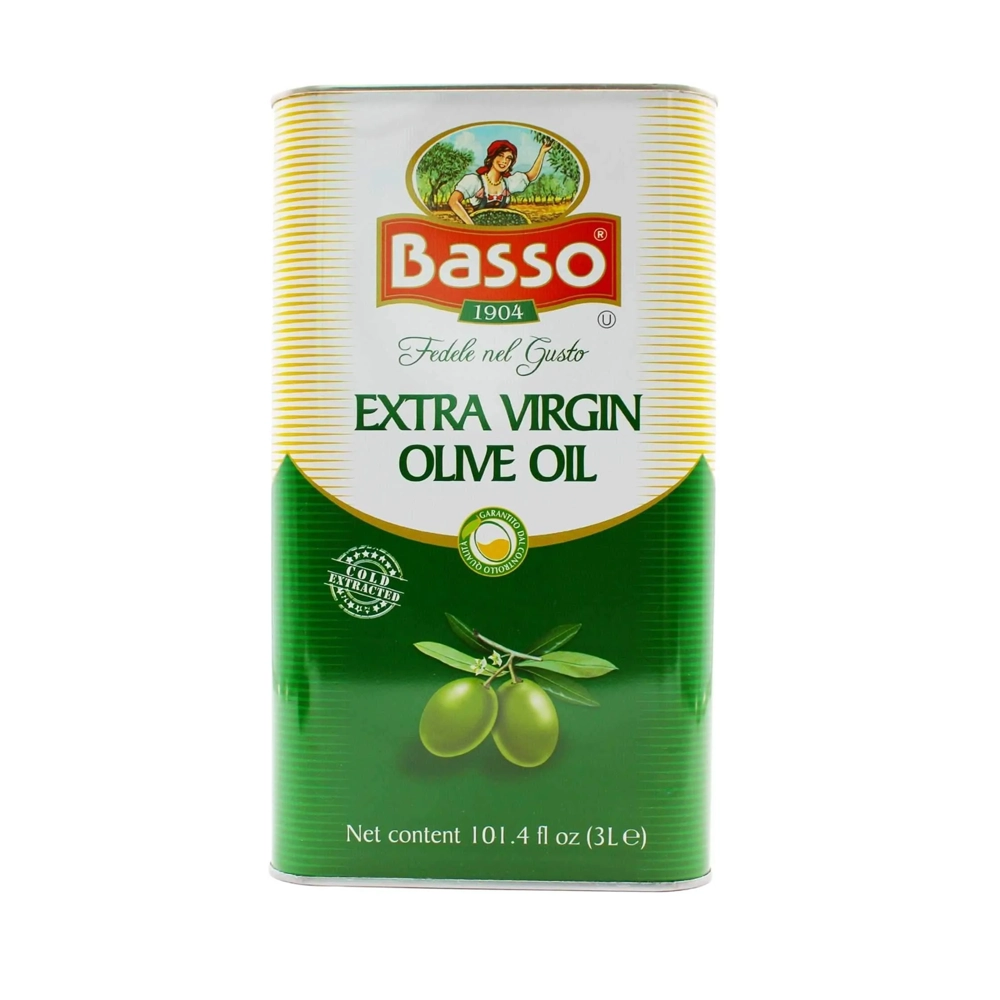 Basso®
1904
Ⓤ
Fedele nel Gusto
EXTRA VIRGIN
OLIVE OIL
GARANTITO DAL CONTROLLO QUALITÀ
COLD
EXTRACTED
Net content 101.4 fl oz (3L℮)